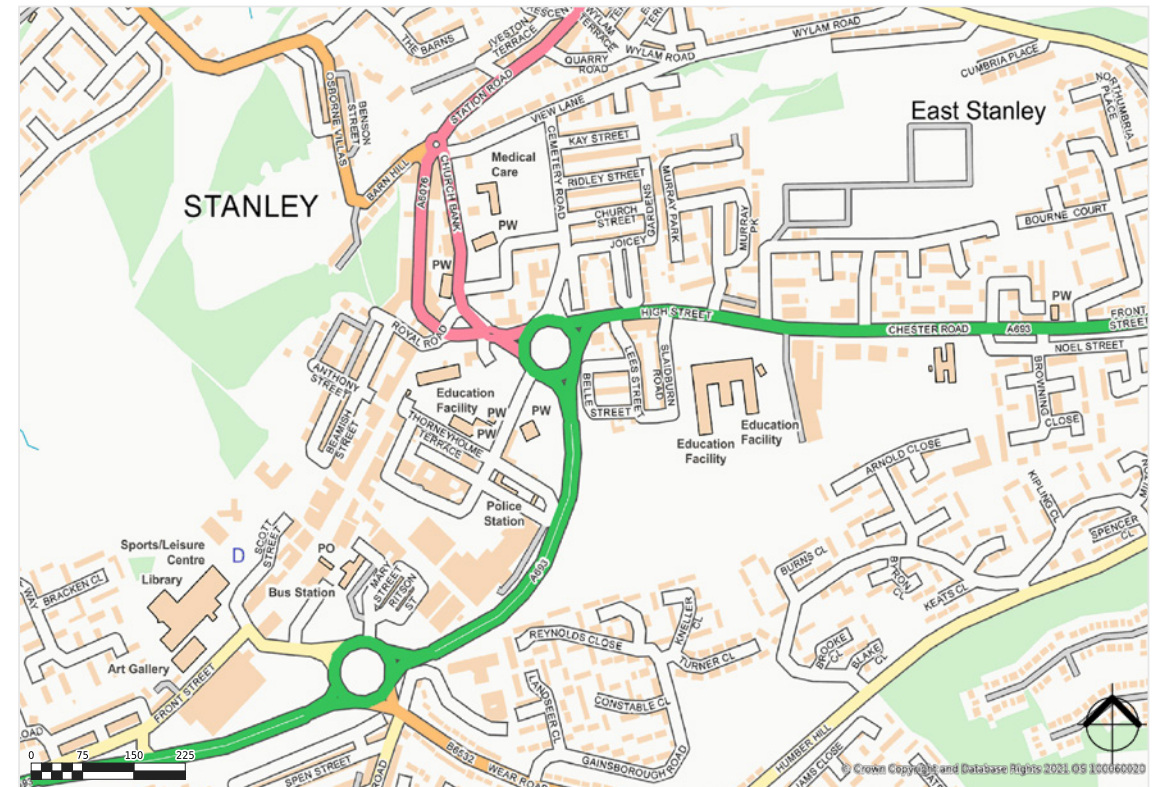 THE BARNS
IVESTON
TERRACE
WYLAM
TERRACE
QUARRY
ROAD
WYLAM ROAD
WYLAM ROAD
CUMBRIA PLACE
NORTHUMBRIA
PLACE
OSBORNE VILLAS
BENSON
STREET
STATION ROAD
VIEW LANE
East Stanley
KAY STREET
CEMETERY ROAD
BARN HILL
A6076
CHURCH BANK
Medical
Care
RIDLEY STREET
CHURCH
STREET
JOICEY
GARDENS
MURRAY PARK
MURRAY
PK
STANLEY
PW
BOURNE COURT
PW
PW
HIGH STREET
CHESTER ROAD
A693
FRONT
STREET
NOEL STREET
ROYAL ROAD
ANTHONY
STREET
BEAMISH
STREET
Education
Facility
PW
PW
PW
THORNEYHOLME
TERRACE
BELLE
STREET
LEES STREET
SLAIDBURN
ROAD
Education
Facility
Education
Facility
BROWNING
CLOSE
ARNOLD CLOSE
KIPLING CL
SPENCER
CL
Police
Station
SCOTT
STREET
D
Sports/Leisure
Centre
Library
PO
Bus Station
MARY
STREET
RITSON
ST
A693
BURNS CL
BYRON
CL
KEATS CL
BRACKEN CL
WAY
REYNOLDS CLOSE
KNELLER
CL
TURNER CL
BROOKE
CL
BLAKE
CL
Art Gallery
FRONT STREET
LANDSEER CL
CONSTABLE CL
GAINSBOROUGH ROAD
HUMBER HILL
B6532
WEAR ROAD
SPEN STREET
ROAD
0 75 150 225
© Crown Copyright and Database Rights 2021 OS 100060020